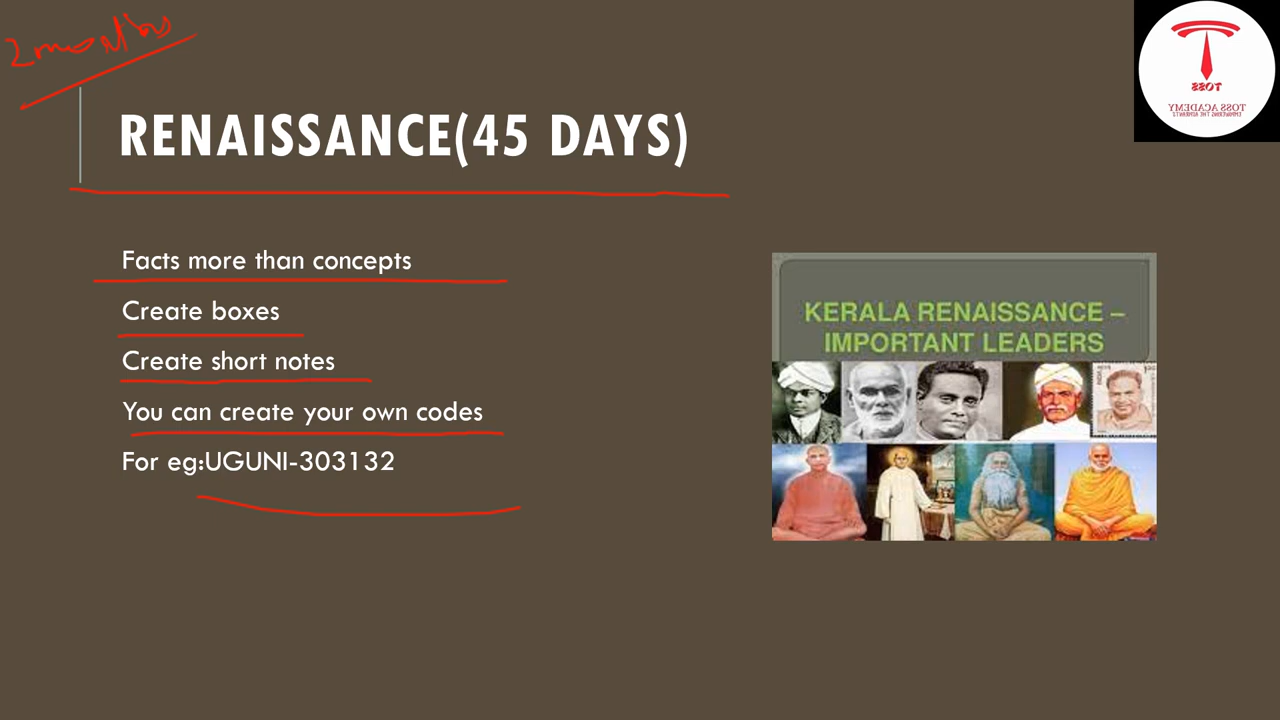 2 months
RENAISSANCE(45 DAYS)
Facts more than concepts
Create boxes
Create short notes
You can create your own codes
For eg:UGUNI-303132
KERALA RENAISSANCE –
IMPORTANT LEADERS
TOSS
TOSS ACADEMY